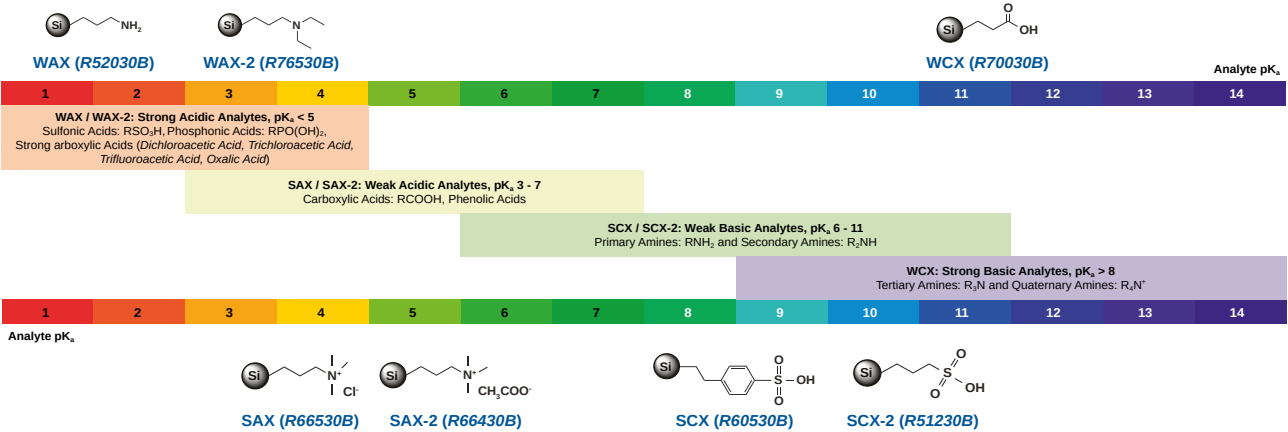 Si NH₂
Si N
Si O OH
WAX (R52030B) WAX-2 (R76530B) WCX (R70030B)
Analyte pKₐ
1 2 3 4 5 6 7 8 9 10 11 12 13 14
WAX / WAX-2: Strong Acidic Analytes, pKₐ < 5
Sulfonic Acids: RSO₃H, Phosphonic Acids: RPO(OH)₂,
Strong arboxylic Acids (Dichloroacetic Acid, Trichloroacetic Acid,
Trifluoroacetic Acid, Oxalic Acid)
SAX / SAX-2: Weak Acidic Analytes, pKₐ 3 - 7
Carboxylic Acids: RCOOH, Phenolic Acids
SCX / SCX-2: Weak Basic Analytes, pKₐ 6 - 11
Primary Amines: RNH₂ and Secondary Amines: R₂NH
WCX: Strong Basic Analytes, pKₐ > 8
Tertiary Amines: R₃N and Quaternary Amines: R₄N⁺
1 2 3 4 5 6 7 8 9 10 11 12 13 14
Analyte pKₐ
Si N⁺ Cl⁻
Si N⁺ CH₃COO⁻
Si O S OH O
Si O S OH O
SAX (R66530B) SAX-2 (R66430B) SCX (R60530B) SCX-2 (R51230B)